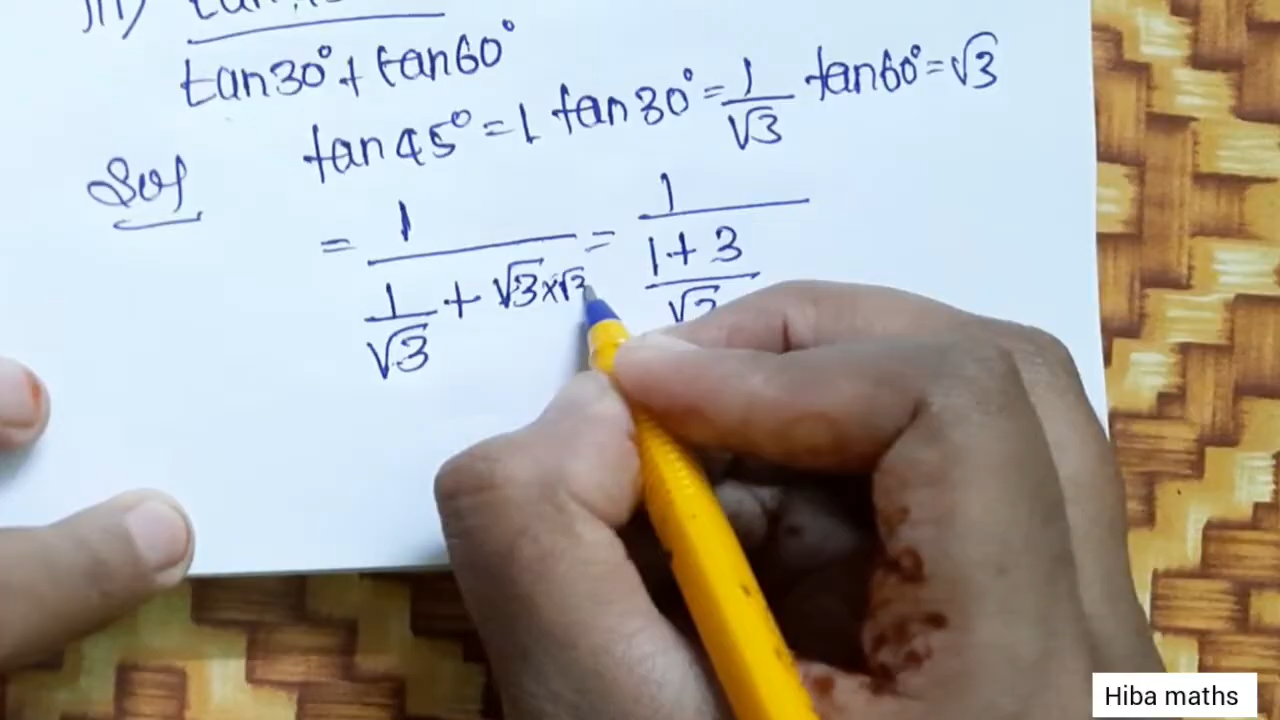 tan30°+tan60°
tan45°=1 tan30°=1/√3 tan60°=√3
Sol
= 1/(1/√3 + √3×√3 = 1/((1+3)/√3
Hiba maths